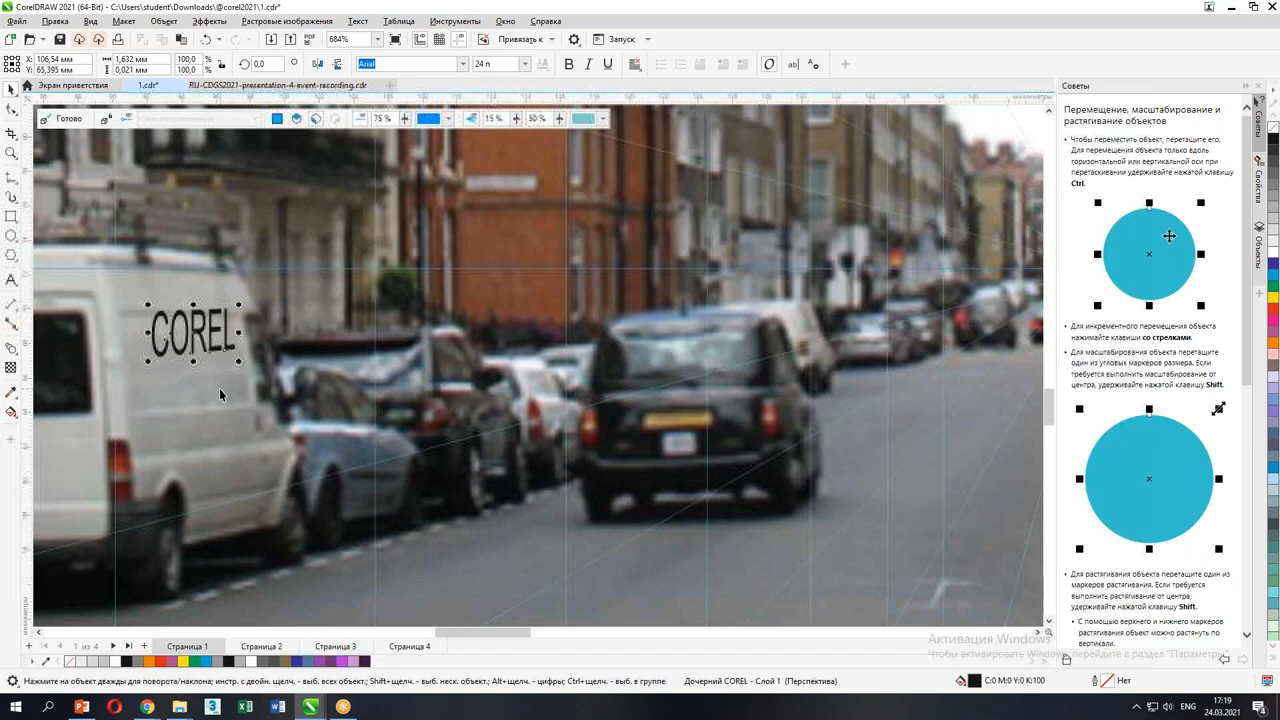 CorelDRAW 2021 (64-Bit) - C:\Users\student\Downloads\@corel2021\1.cdr*
Файл Правка Вид Макет Объект Эффекты Растровые изображения Текст Таблица Инструменты Окно Справка
684% Привязать к Запуск
X: 106,54 мм 1,632 мм 100,0 % 0,0 ° Arial 24 п
Y: 65,395 мм 0,021 мм 100,0 %
Экран приветствия 1.cdr* RU-CDGS2021-presentation-4-event-recording.cdr
Готово 75 % 15 % 50 %
COREL
Советы
Перемещение, масштабирование и
растягивание объектов
• Чтобы переместить объект, перетащите его.
Для перемещения объекта только вдоль
горизонтальной или вертикальной оси при
перетаскивании удерживайте нажатой клавишу
Ctrl.
• Для инкрементного перемещения объекта
нажимайте клавиши со стрелками.
• Для масштабирования объекта перетащите
один из угловых маркеров размера. Если
требуется выполнить масштабирование от
центра, удерживайте нажатой клавишу Shift.
• Для растягивания объекта перетащите один из
маркеров растягивания. Если требуется
выполнить растягивание от центра,
удерживайте нажатой клавишу Shift.
• С помощью верхнего и нижнего маркеров
растягивания объект можно растянуть по
вертикали.
Советы
Свойства
Объекты
1 из 4 Страница 1 Страница 2 Страница 3 Страница 4
Активация Windows
Чтобы активировать Windows, перейдите в раздел "Параметры".
Нажмите на объект дважды для поворота/наклона; инстр. с двойн. щелч. - выб. всех объект.; Shift+щелч. - выб. неск. объект.; Alt+щелч. - цифры; Ctrl+щелч. - выб. в группе Дочерний COREL - Слой 1 (Перспектива) C:0 M:0 Y:0 K:100 Нет
ENG 17:19
24.03.2021